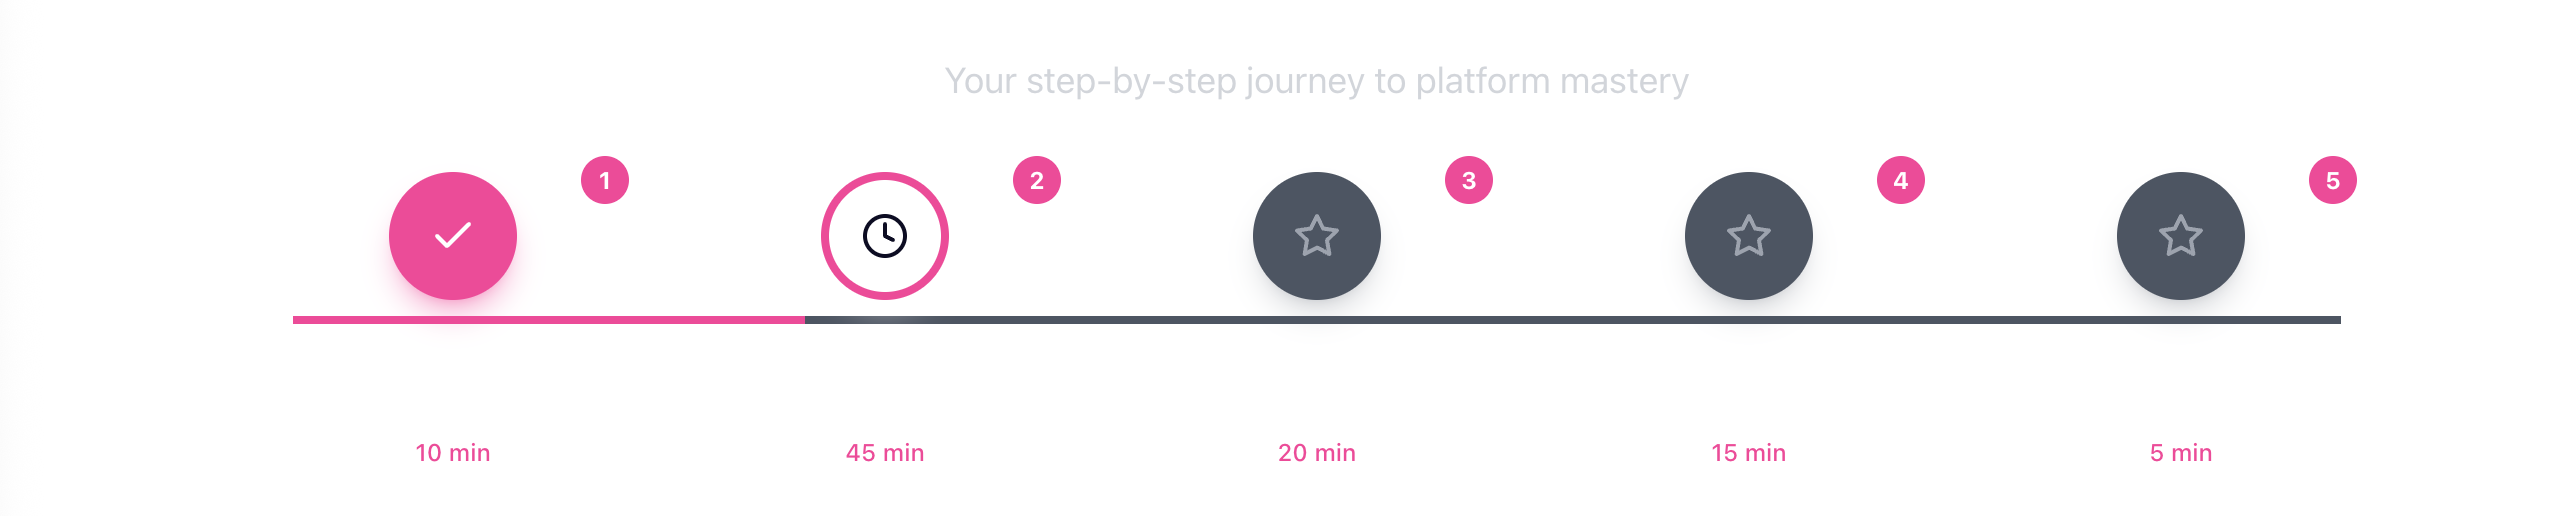 Your step-by-step journey to platform mastery
1 2 3 4 5
10 min 45 min 20 min 15 min 5 min